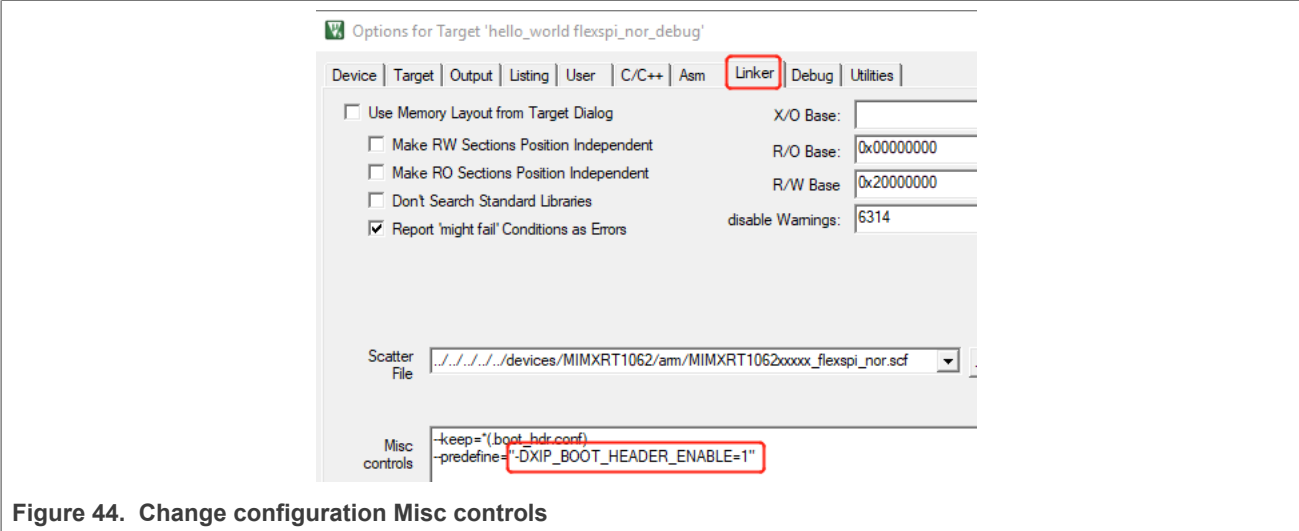 Options for Target 'hello_world flexspi_nor_debug'
Device Target Output Listing User C/C++ Asm Linker Debug Utilities
Use Memory Layout from Target Dialog X/O Base:
Make RW Sections Position Independent R/O Base: 0x00000000
Make RO Sections Position Independent R/W Base 0x20000000
Don't Search Standard Libraries disable Warnings: 6314
Report 'might fail' Conditions as Errors
Scatter File ../../../../../devices/MIMXRT1062/arm/MIMXRT1062xxxxx_flexspi_nor.scf
Misc controls --keep=*(.boot_hdr.conf)
--predefine="-DXIP_BOOT_HEADER_ENABLE=1"
Figure 44. Change configuration Misc controls